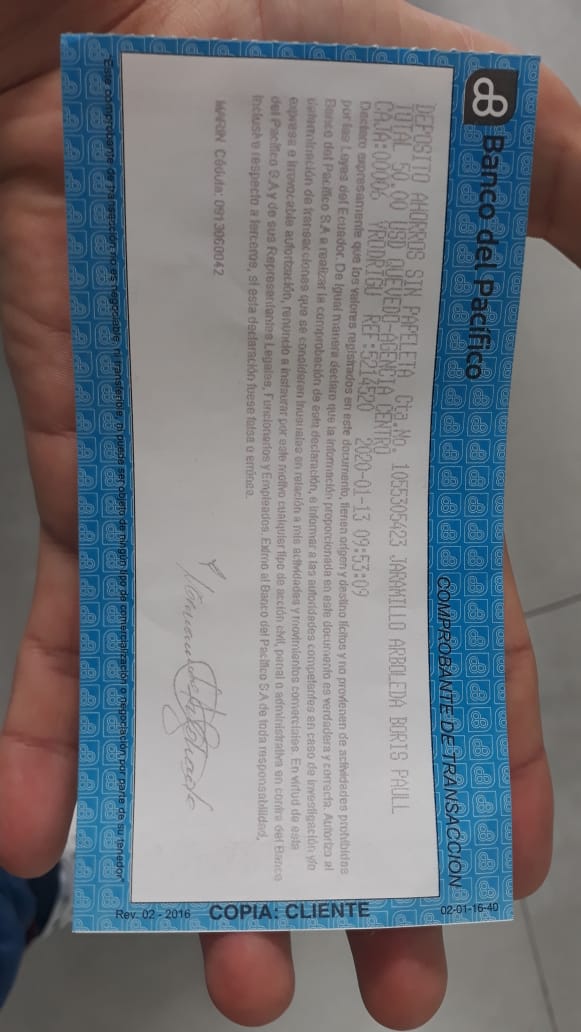 Banco del Pacífico
COMPROBANTE DE TRANSACCIÓN
DEPOSITO AHORROS SIN PAPELETA Cta.No. 1055305423 JARAMILLO ARBOLEDA BORIS PAULL
TOTAL 50.00 USD QUEVEDO-AGENCIA CENTRO
CAJA:00006 VRODRIGU REF:5214520 2020-01-13 09:53:09
Declaro expresamente que los valores registrados en este documento, tienen origen y destino lícitos y no provienen de actividades prohibidas
por las Leyes del Ecuador. De igual manera declaro que la información proporcionada en este documento es verdadera y correcta. Autorizo al
Banco del Pacífico S.A a realizar la comprobación de esta declaración, e informar a las autoridades competentes en caso de investigación y/o
determinación de transacciones que se consideren inusuales en relación a mis actividades y movimientos comerciales. En virtud de esta
expresa e irrevocable autorización, renuncio a instaurar por este motivo cualquier tipo de acción civil, penal o administrativa en contra del Banco
del Pacífico S.A y de sus Representantes Legales, Funcionarios y Empleados. Eximo al Banco del Pacífico S.A de toda responsabilidad,
inclusive respecto a terceros, si esta declaración fuese falsa o errónea.
Cédula: 0913060042
Este comprobante de transacción no es negociable, ni transferible, ni puede ser objeto de ningún tipo de comercialización o negociación por parte de su tenedor
02-01-16-40
COPIA: CLIENTE
Rev. 02 - 2016